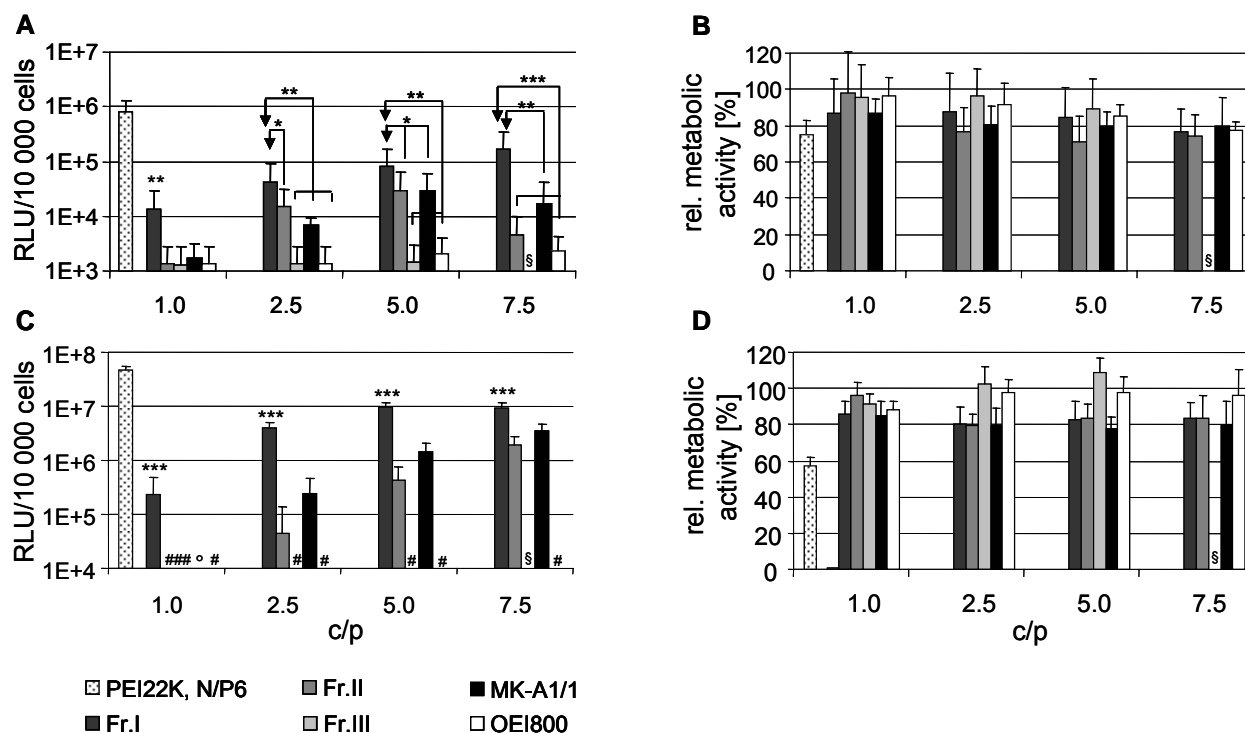 A
RLU/10 000 cells
1E+7
1E+6
1E+5
1E+4
1E+3
**
**
*
**
*
***
**
§
1.0 2.5 5.0 7.5
B
rel. metabolic
activity [%]
120
100
80
60
40
20
0
§
1.0 2.5 5.0 7.5
C
RLU/10 000 cells
1E+8
1E+7
1E+6
1E+5
1E+4
***
***
***
***
### ° # # # # # § #
1.0 2.5 5.0 7.5
c/p
D
rel. metabolic
activity [%]
120
100
80
60
40
20
0
§
1.0 2.5 5.0 7.5
c/p
PEI22K, N/P6 Fr.II MK-A1/1
Fr.I Fr.III OEI800